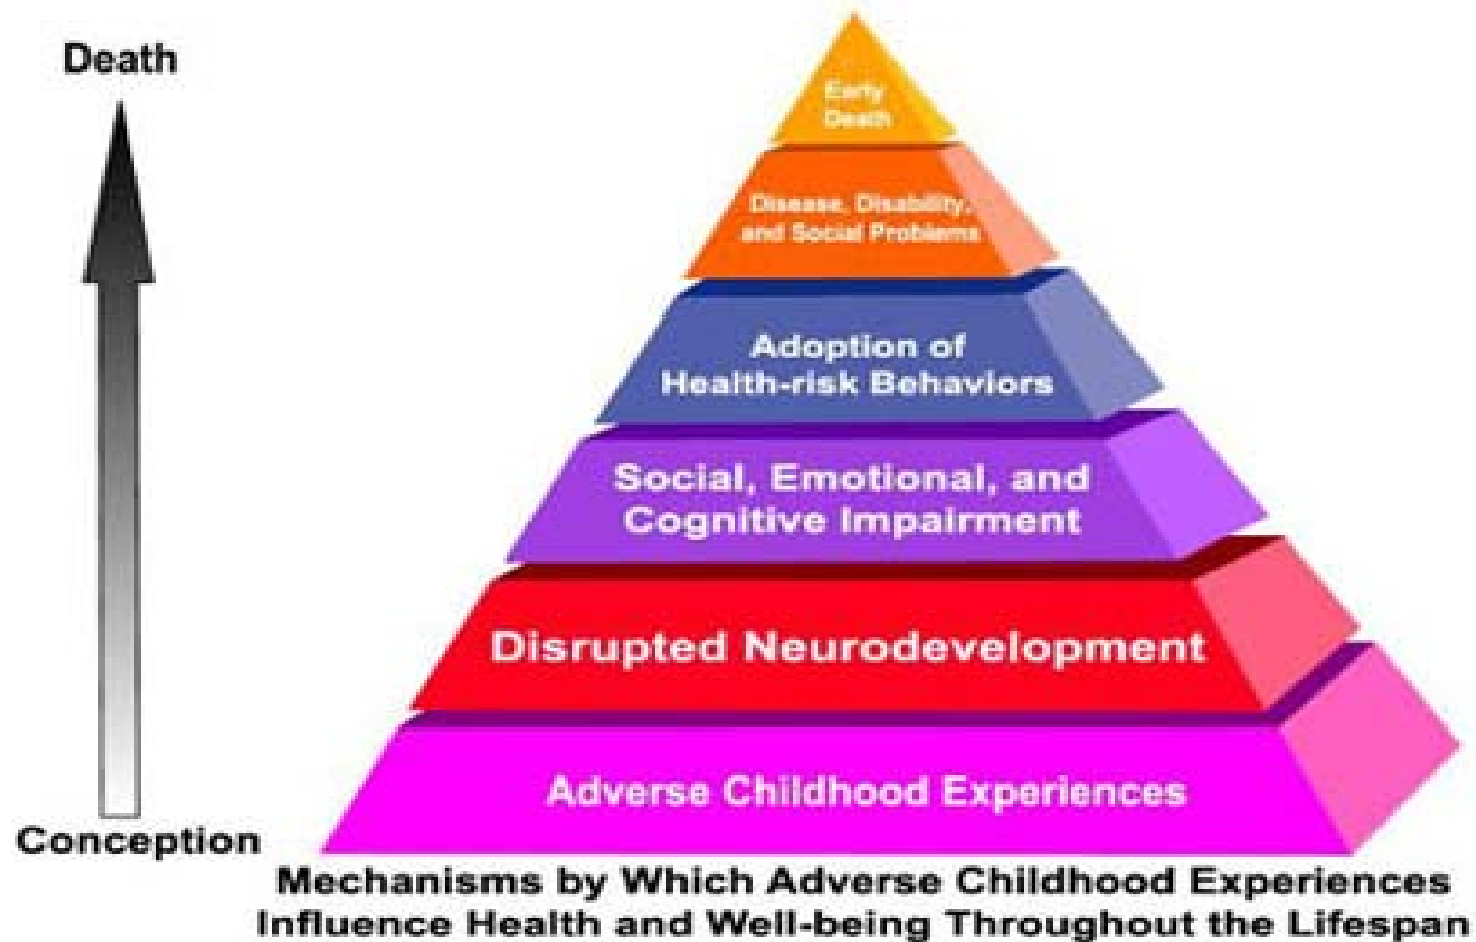 Death
Early
Death
Disease, Disability,
and Social Problems
Adoption of
Health-risk Behaviors
Social, Emotional, and
Cognitive Impairment
Disrupted Neurodevelopment
Adverse Childhood Experiences
Conception
Mechanisms by Which Adverse Childhood Experiences
Influence Health and Well-being Throughout the Lifespan